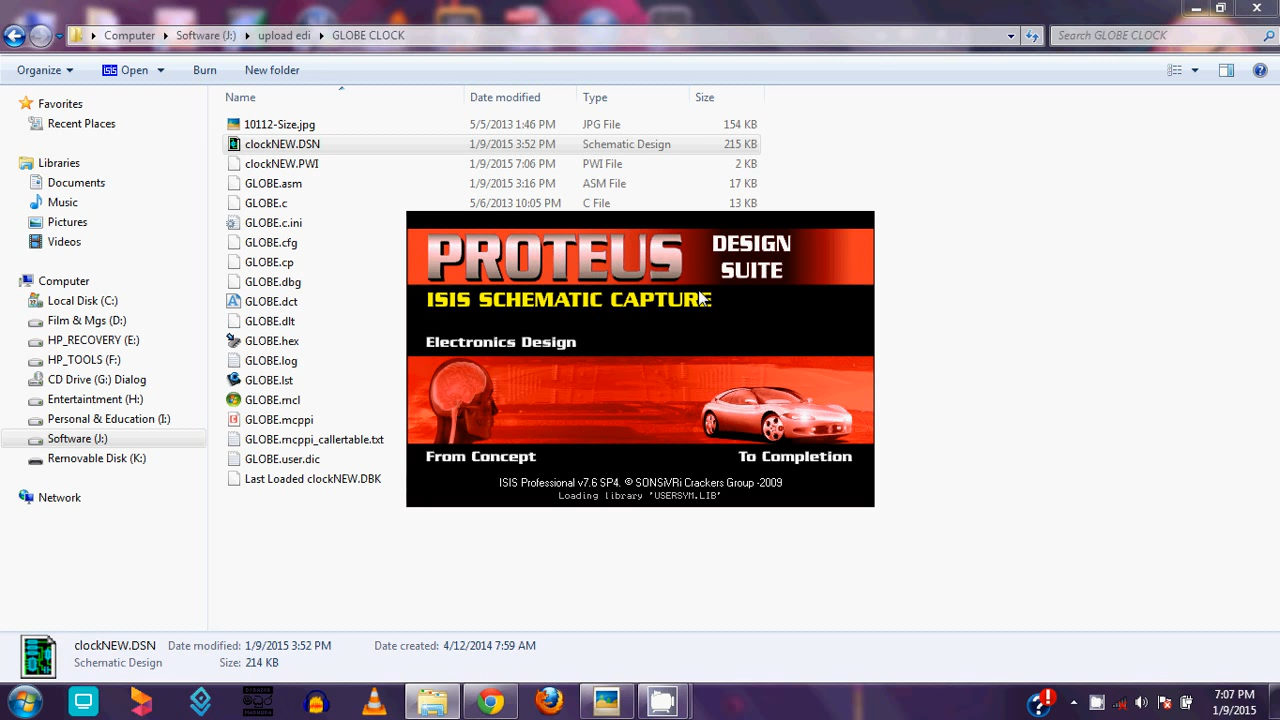 Computer Software (J:) upload edi GLOBE CLOCK
Search GLOBE CLOCK
Organize Open Burn New folder
Name Date modified Type Size
Favorites
Recent Places
Libraries
Documents
Music
Pictures
Videos
Computer
Local Disk (C:)
Film & Mgs (D:)
HP_RECOVERY (E:)
HP_TOOLS (F:)
CD Drive (G:) Dialog
Entertaintment (H:)
Personal & Education (I:)
Software (J:)
Removable Disk (K:)
Network
10112-Size.jpg 5/5/2013 1:46 PM JPG File 154 KB
clockNEW.DSN 1/9/2015 3:52 PM Schematic Design 215 KB
clockNEW.PWI 1/9/2015 7:06 PM PWI File 2 KB
GLOBE.asm 1/9/2015 3:16 PM ASM File 17 KB
GLOBE.c 5/6/2013 10:05 PM C File 13 KB
GLOBE.c.ini
GLOBE.cfg
GLOBE.cp
GLOBE.dbg
GLOBE.dct
GLOBE.dlt
GLOBE.hex
GLOBE.log
GLOBE.lst
GLOBE.mcl
GLOBE.mcppi
GLOBE.mcppi_callertable.txt
GLOBE.user.dic
Last Loaded clockNEW.DBK
PROTEUS DESIGN SUITE
ISIS SCHEMATIC CAPTURE
Electronics Design
From Concept To Completion
ISIS Professional v7.6 SP4. © SONSiVRi Crackers Group -2009
Loading library 'USERSYM.LIB'
clockNEW.DSN Date modified: 1/9/2015 3:52 PM Date created: 4/12/2014 7:59 AM
Schematic Design Size: 214 KB
7:07 PM
1/9/2015